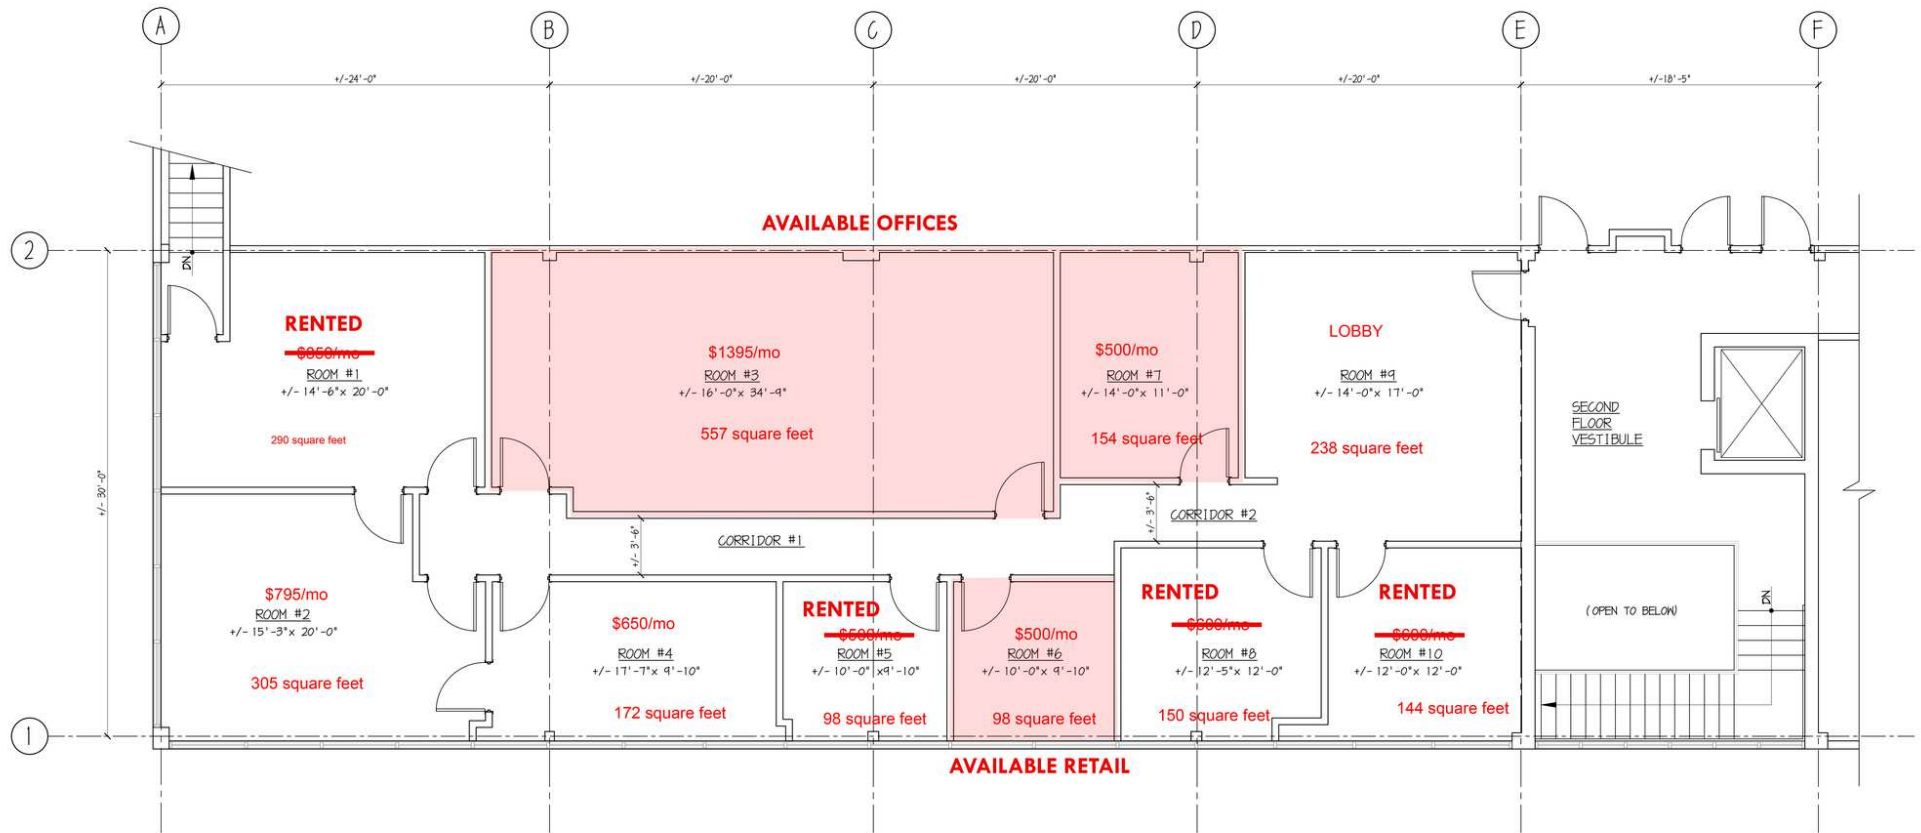 A
B
C
D
E
F
+/-24'-0"
+/-20'-0"
+/-20'-0"
+/-20'-0"
+/-18'-5"
2
1
+/- 30'-0"
DN
AVAILABLE OFFICES
RENTED
ROOM #1
+/- 14'-6"x 20'-0"
290 square feet
$1395/mo
ROOM #3
+/- 16'-0"x 34'-9"
557 square feet
$500/mo
ROOM #7
+/- 14'-0"x 11'-0"
154 square feet
LOBBY
ROOM #9
+/- 14'-0"x 17'-0"
238 square feet
SECOND
FLOOR
VESTIBULE
CORRIDOR #1
+/- 3'-6"
CORRIDOR #2
+/- 3'-6"
$795/mo
ROOM #2
+/- 15'-3"x 20'-0"
305 square feet
$650/mo
ROOM #4
+/- 17'-7"x 9'-10"
172 square feet
RENTED
$500/mo
ROOM #5
+/- 10'-0" x9'-10"
98 square feet
$500/mo
ROOM #6
+/- 10'-0"x 9'-10"
98 square feet
RENTED
ROOM #8
+/- 12'-5"x 12'-0"
150 square feet
RENTED
ROOM #10
+/- 12'-0"x 12'-0"
144 square feet
(OPEN TO BELOW)
DN
AVAILABLE RETAIL